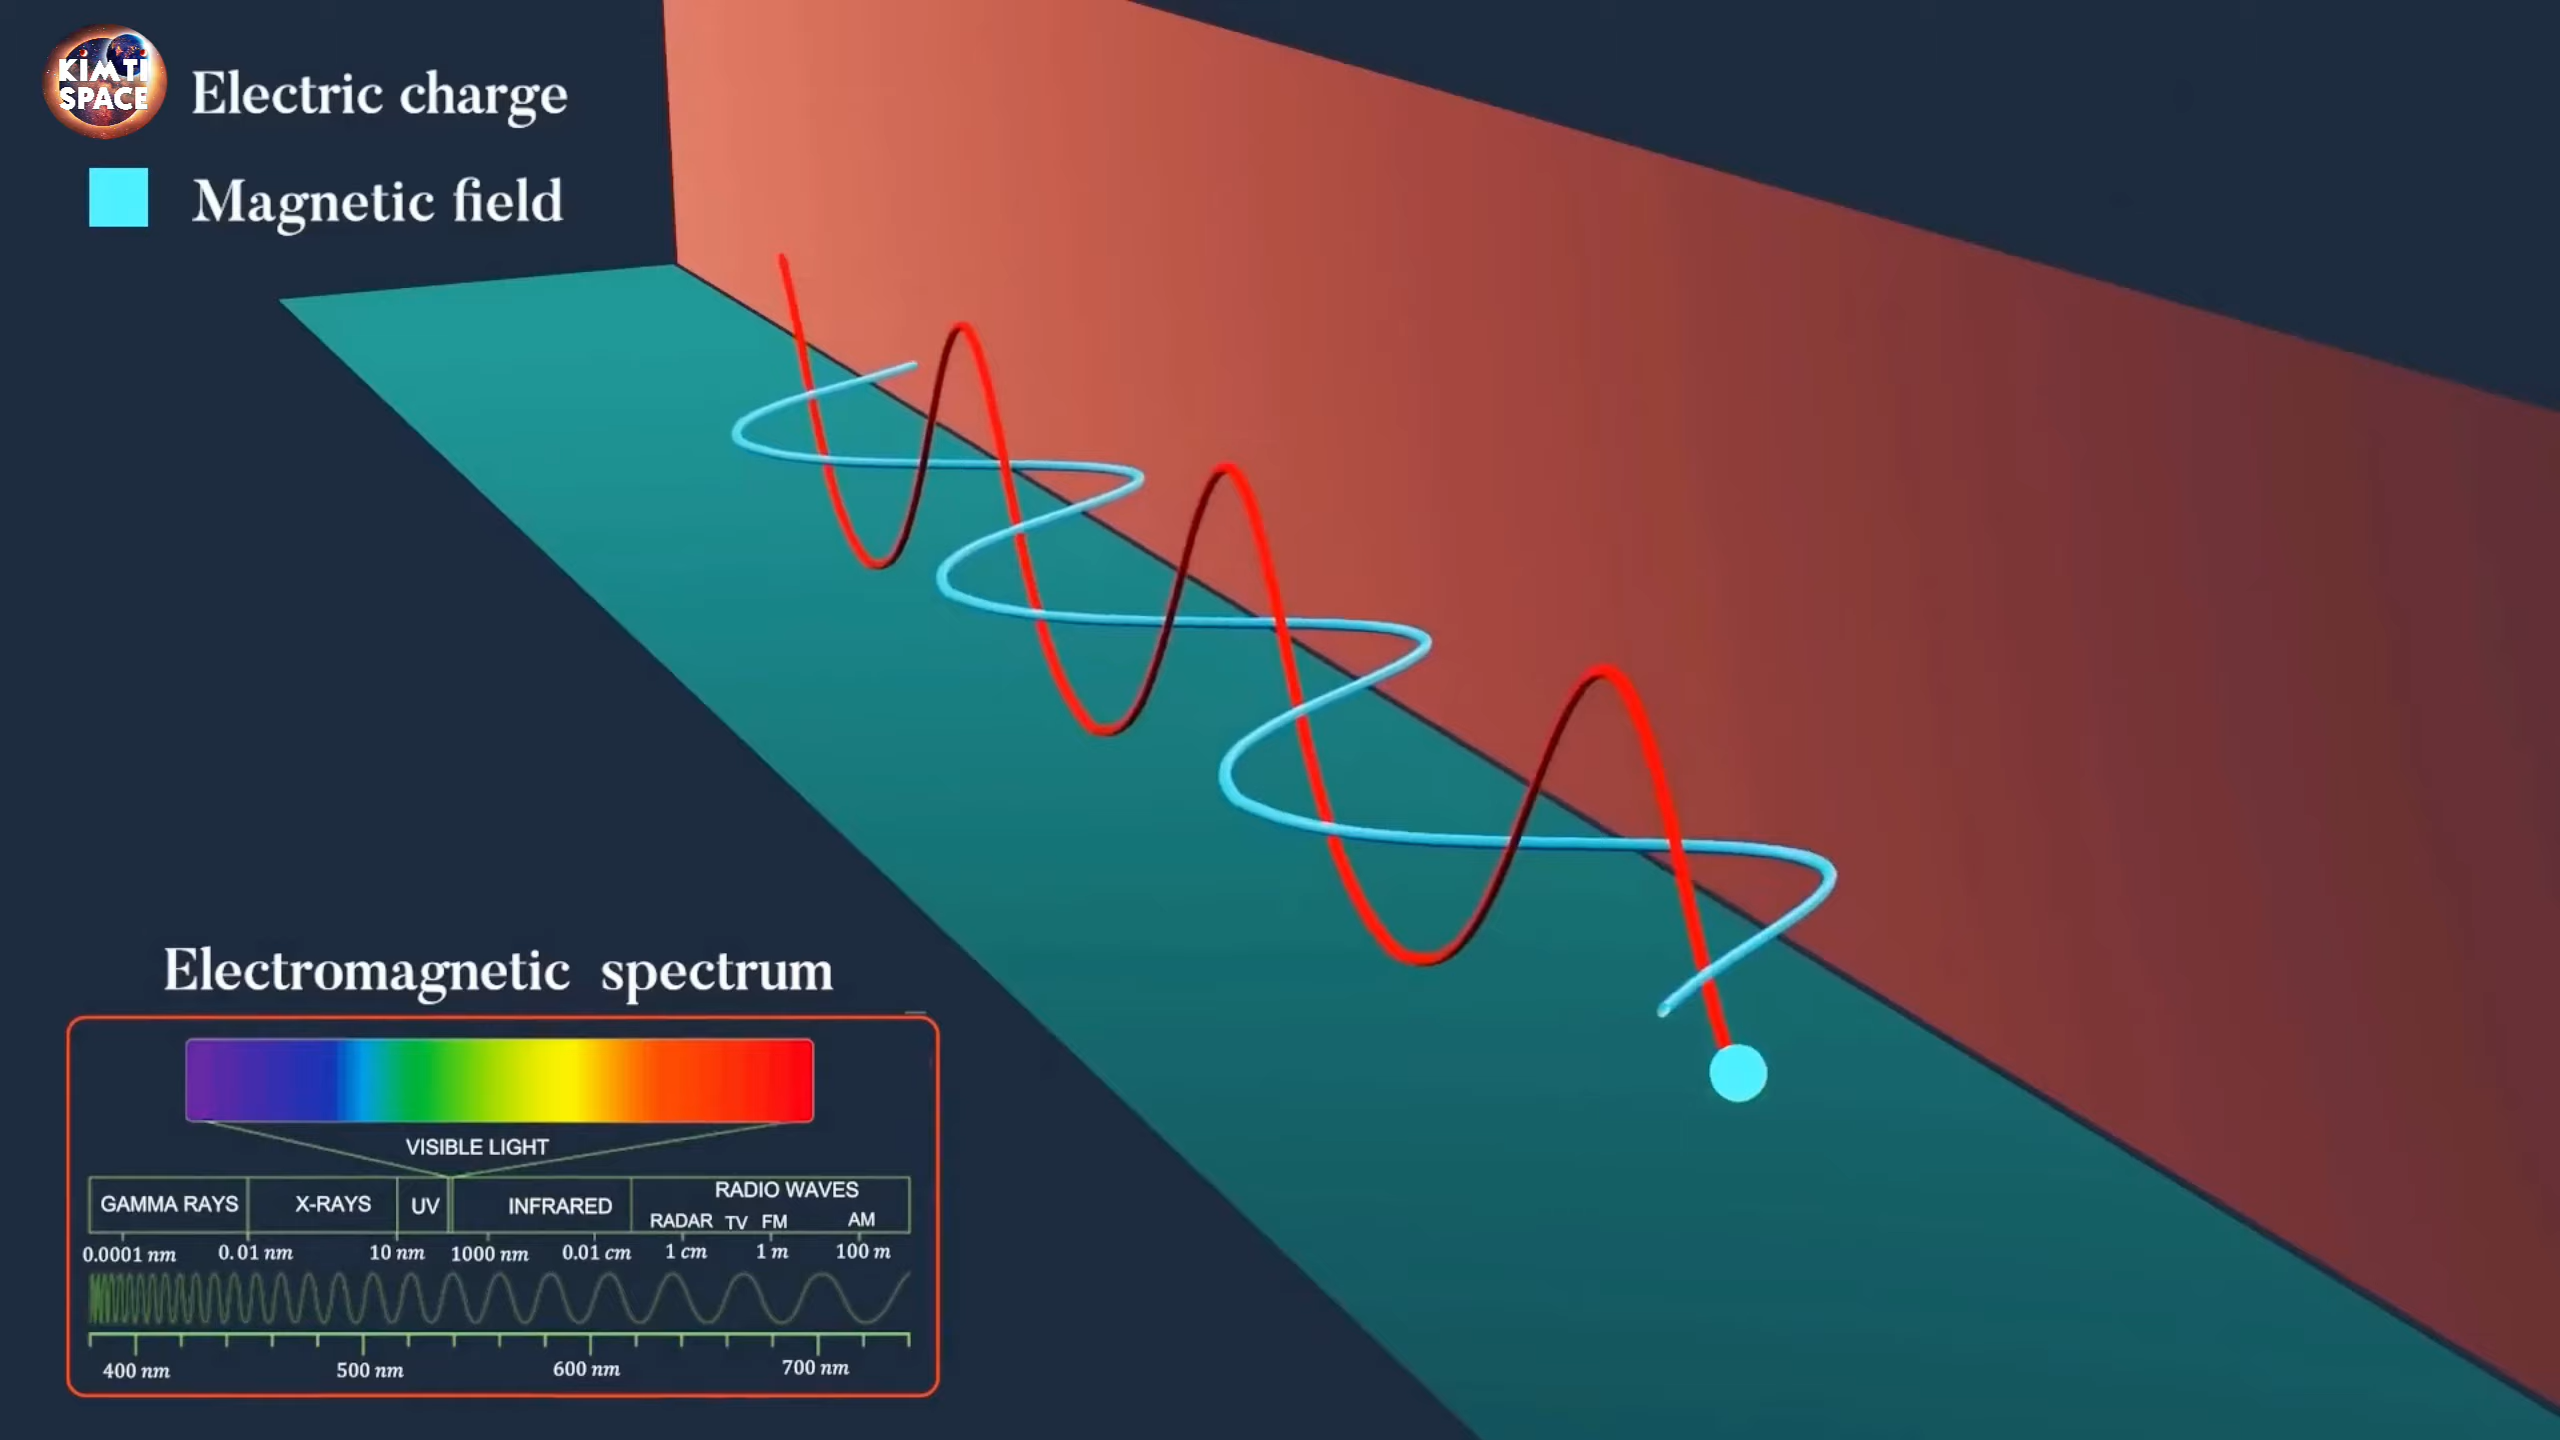 KİMTİ
SPACE
Electric charge
Magnetic field
Electromagnetic spectrum
VISIBLE LIGHT
GAMMA RAYS X-RAYS UV INFRARED RADIO WAVES
RADAR TV FM AM
0.0001 nm 0.01 nm 10 nm 1000 nm 0.01 cm 1 cm 1 m 100 m
400 nm 500 nm 600 nm 700 nm